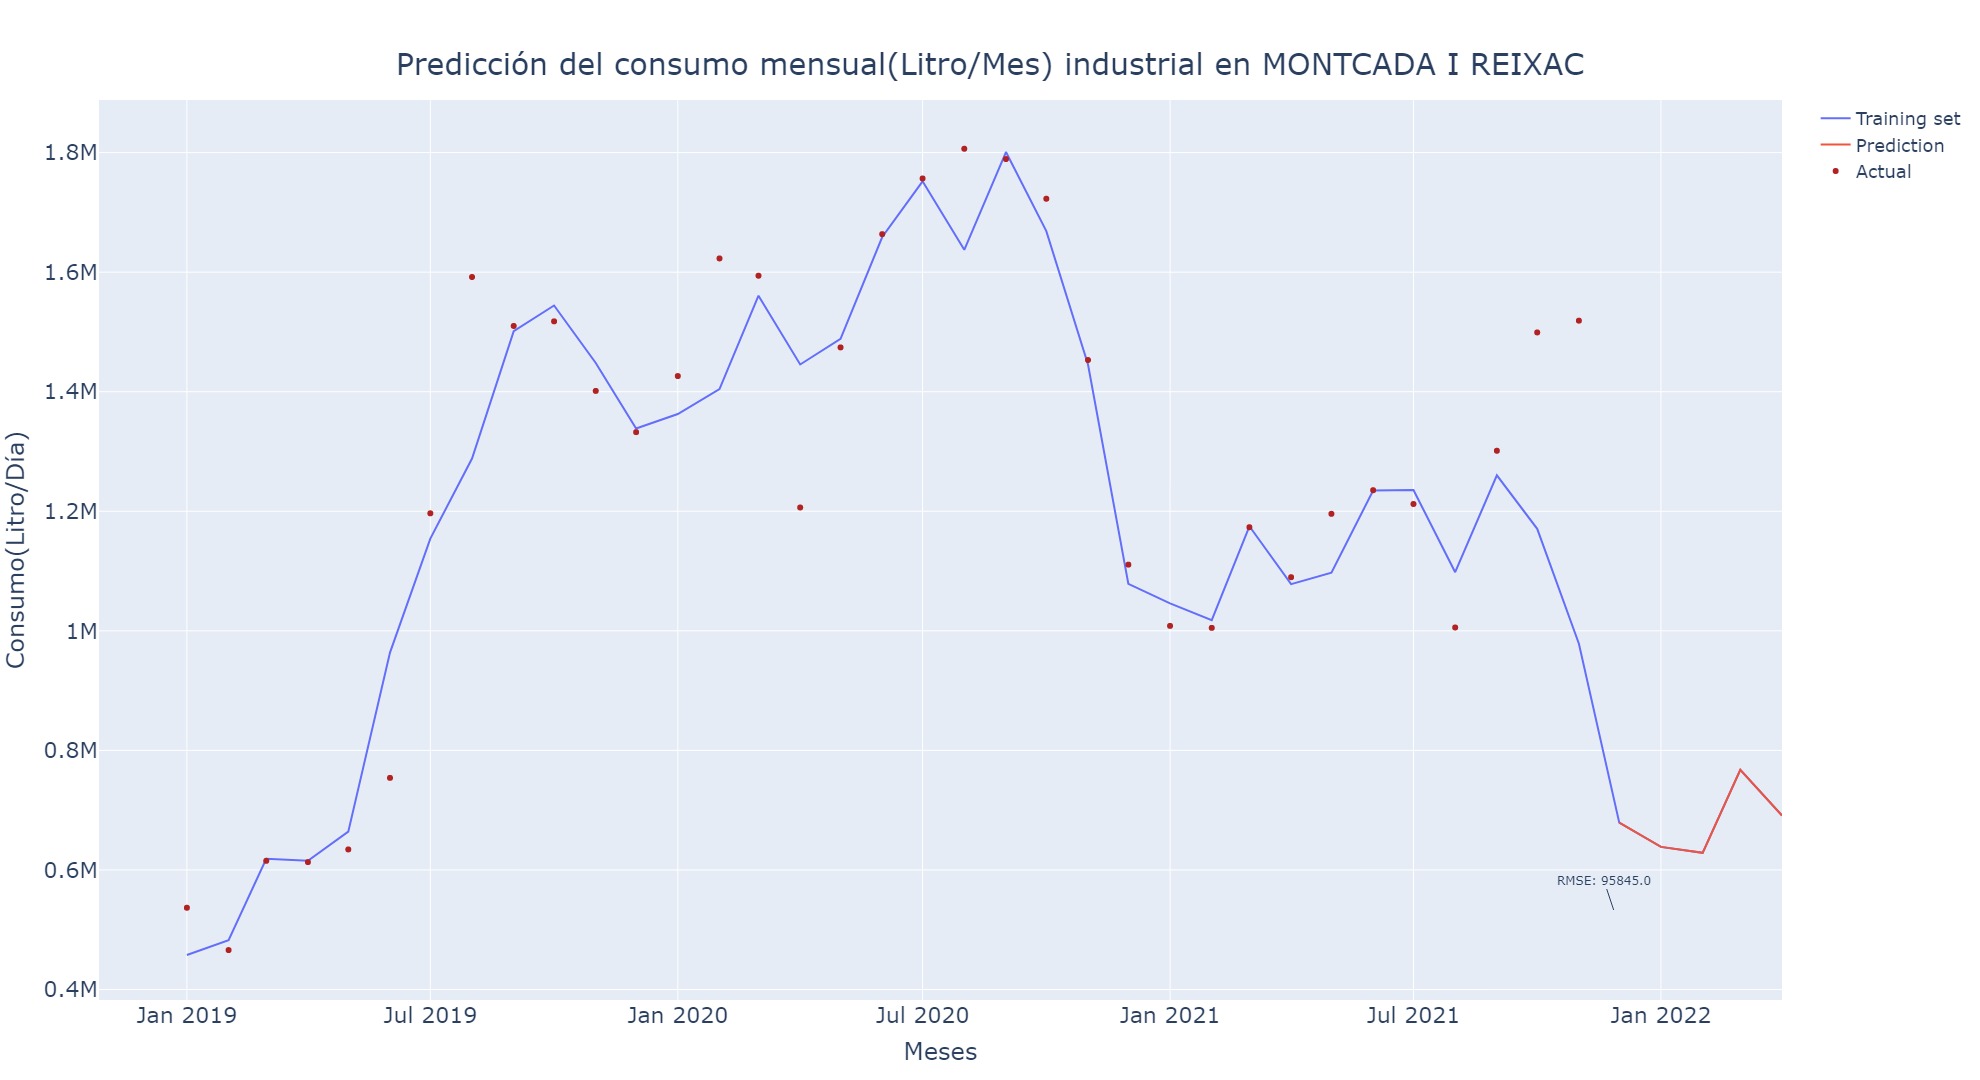 Predicción del consumo mensual(Litro/Mes) industrial en MONTCADA I REIXAC
Training set
Prediction
Actual
Consumo(Litro/Día)
1.8M
1.6M
1.4M
1.2M
1M
0.8M
0.6M
0.4M
RMSE: 95845.0
Jan 2019
Jul 2019
Jan 2020
Jul 2020
Jan 2021
Jul 2021
Jan 2022
Meses